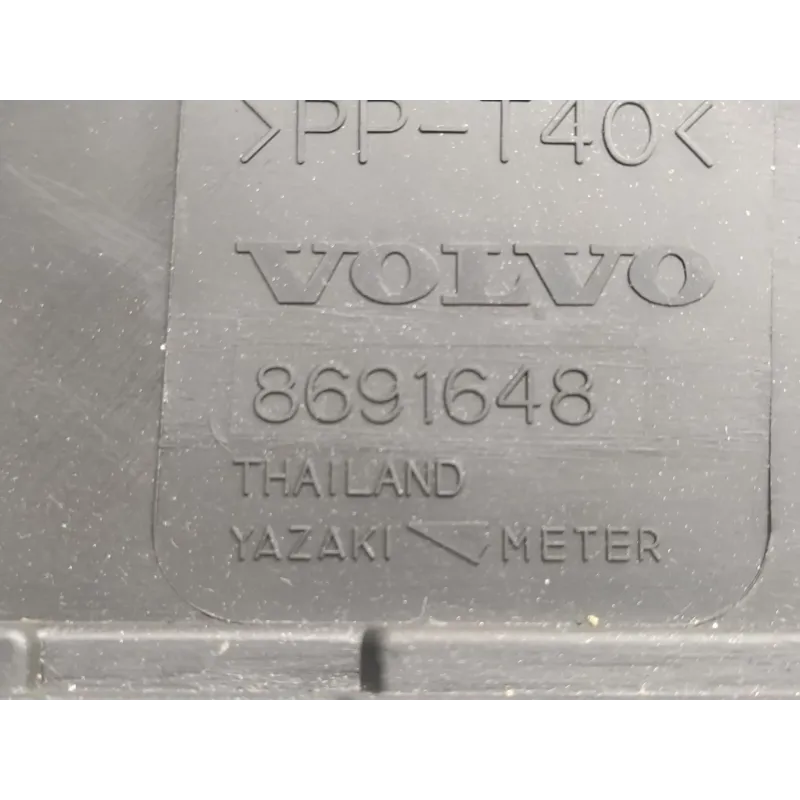 >PP-T40<
VOLVO
8691648
THAILAND
YAZAKI METER